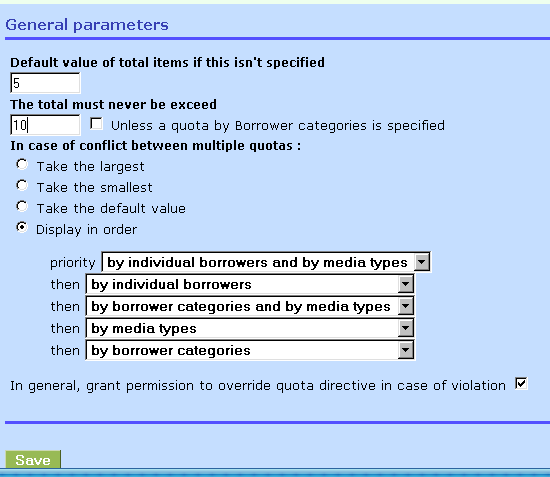 General parameters
Default value of total items if this isn't specified
5
The total must never be exceed
10 Unless a quota by Borrower categories is specified
In case of conflict between multiple quotas :
Take the largest
Take the smallest
Take the default value
Display in order
priority by individual borrowers and by media types
then by individual borrowers
then by borrower categories and by media types
then by media types
then by borrower categories
In general, grant permission to override quota directive in case of violation
Save